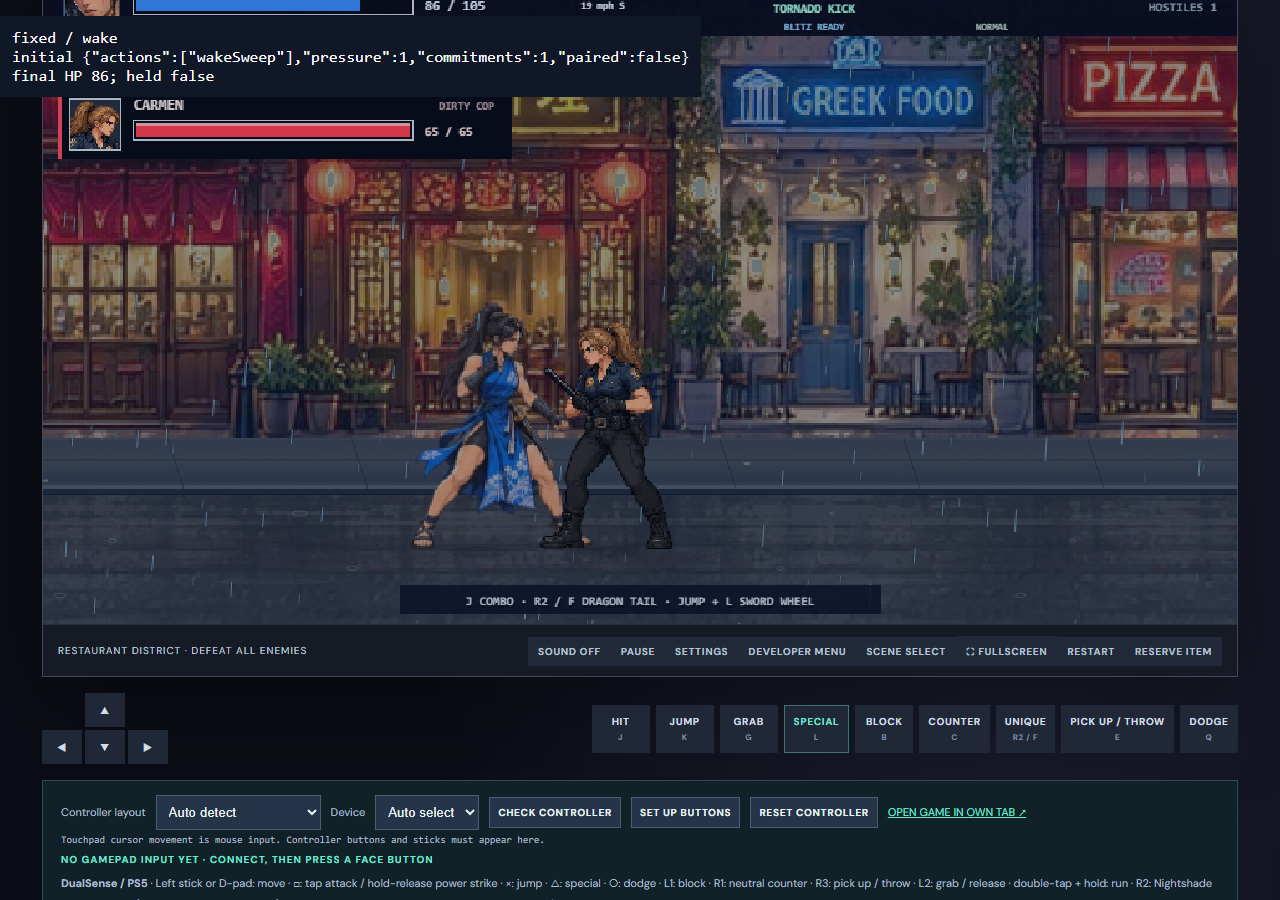 86 / 105
19 mph S
TORNADO KICK
HOSTILES 1
BLITZ READY
NORMAL
fixed / wake
initial {"actions":["wakeSweep"],"pressure":1,"commitments":1,"paired":false}
final HP 86; held false
CARMEN
DIRTY COP
65 / 65
GREEK FOOD
PIZZA
J COMBO · R2 / F DRAGON TAIL · JUMP + L SWORD WHEEL
RESTAURANT DISTRICT · DEFEAT ALL ENEMIES
SOUND OFF PAUSE SETTINGS DEVELOPER MENU SCENE SELECT FULLSCREEN RESTART RESERVE ITEM
HIT JUMP GRAB SPECIAL BLOCK COUNTER UNIQUE PICK UP / THROW DODGE
J K G L B C R2 / F E Q
Controller layout Auto detect Device Auto select CHECK CONTROLLER SET UP BUTTONS RESET CONTROLLER OPEN GAME IN OWN TAB ↗
Touchpad cursor movement is mouse input. Controller buttons and sticks must appear here.
NO GAMEPAD INPUT YET · CONNECT, THEN PRESS A FACE BUTTON
DualSense / PS5 · Left stick or D-pad: move · □: tap attack / hold-release power strike · ×: jump · △: special · O: dodge · L1: block · R1: neutral counter · R3: pick up / throw · L2: grab / release · double-tap + hold: run · R2: Nightshade